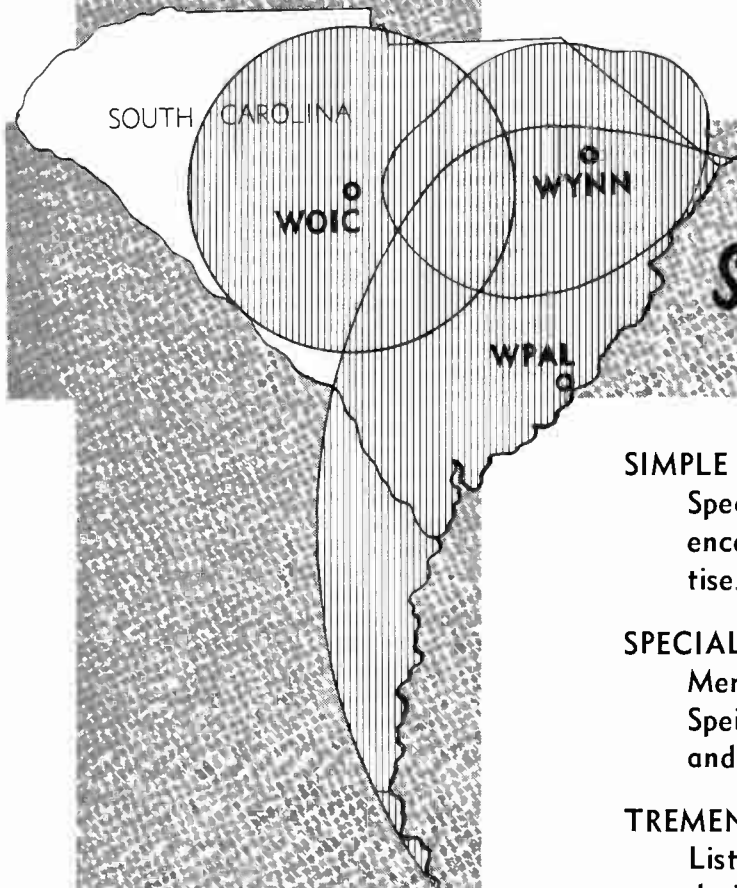 SOUTH CAROLINA
WOIC
WYNN
WPAL
S
SIMPLE
Spec
ence
tise.
SPECIAL
Mer
Spei
and
TREMEN
List